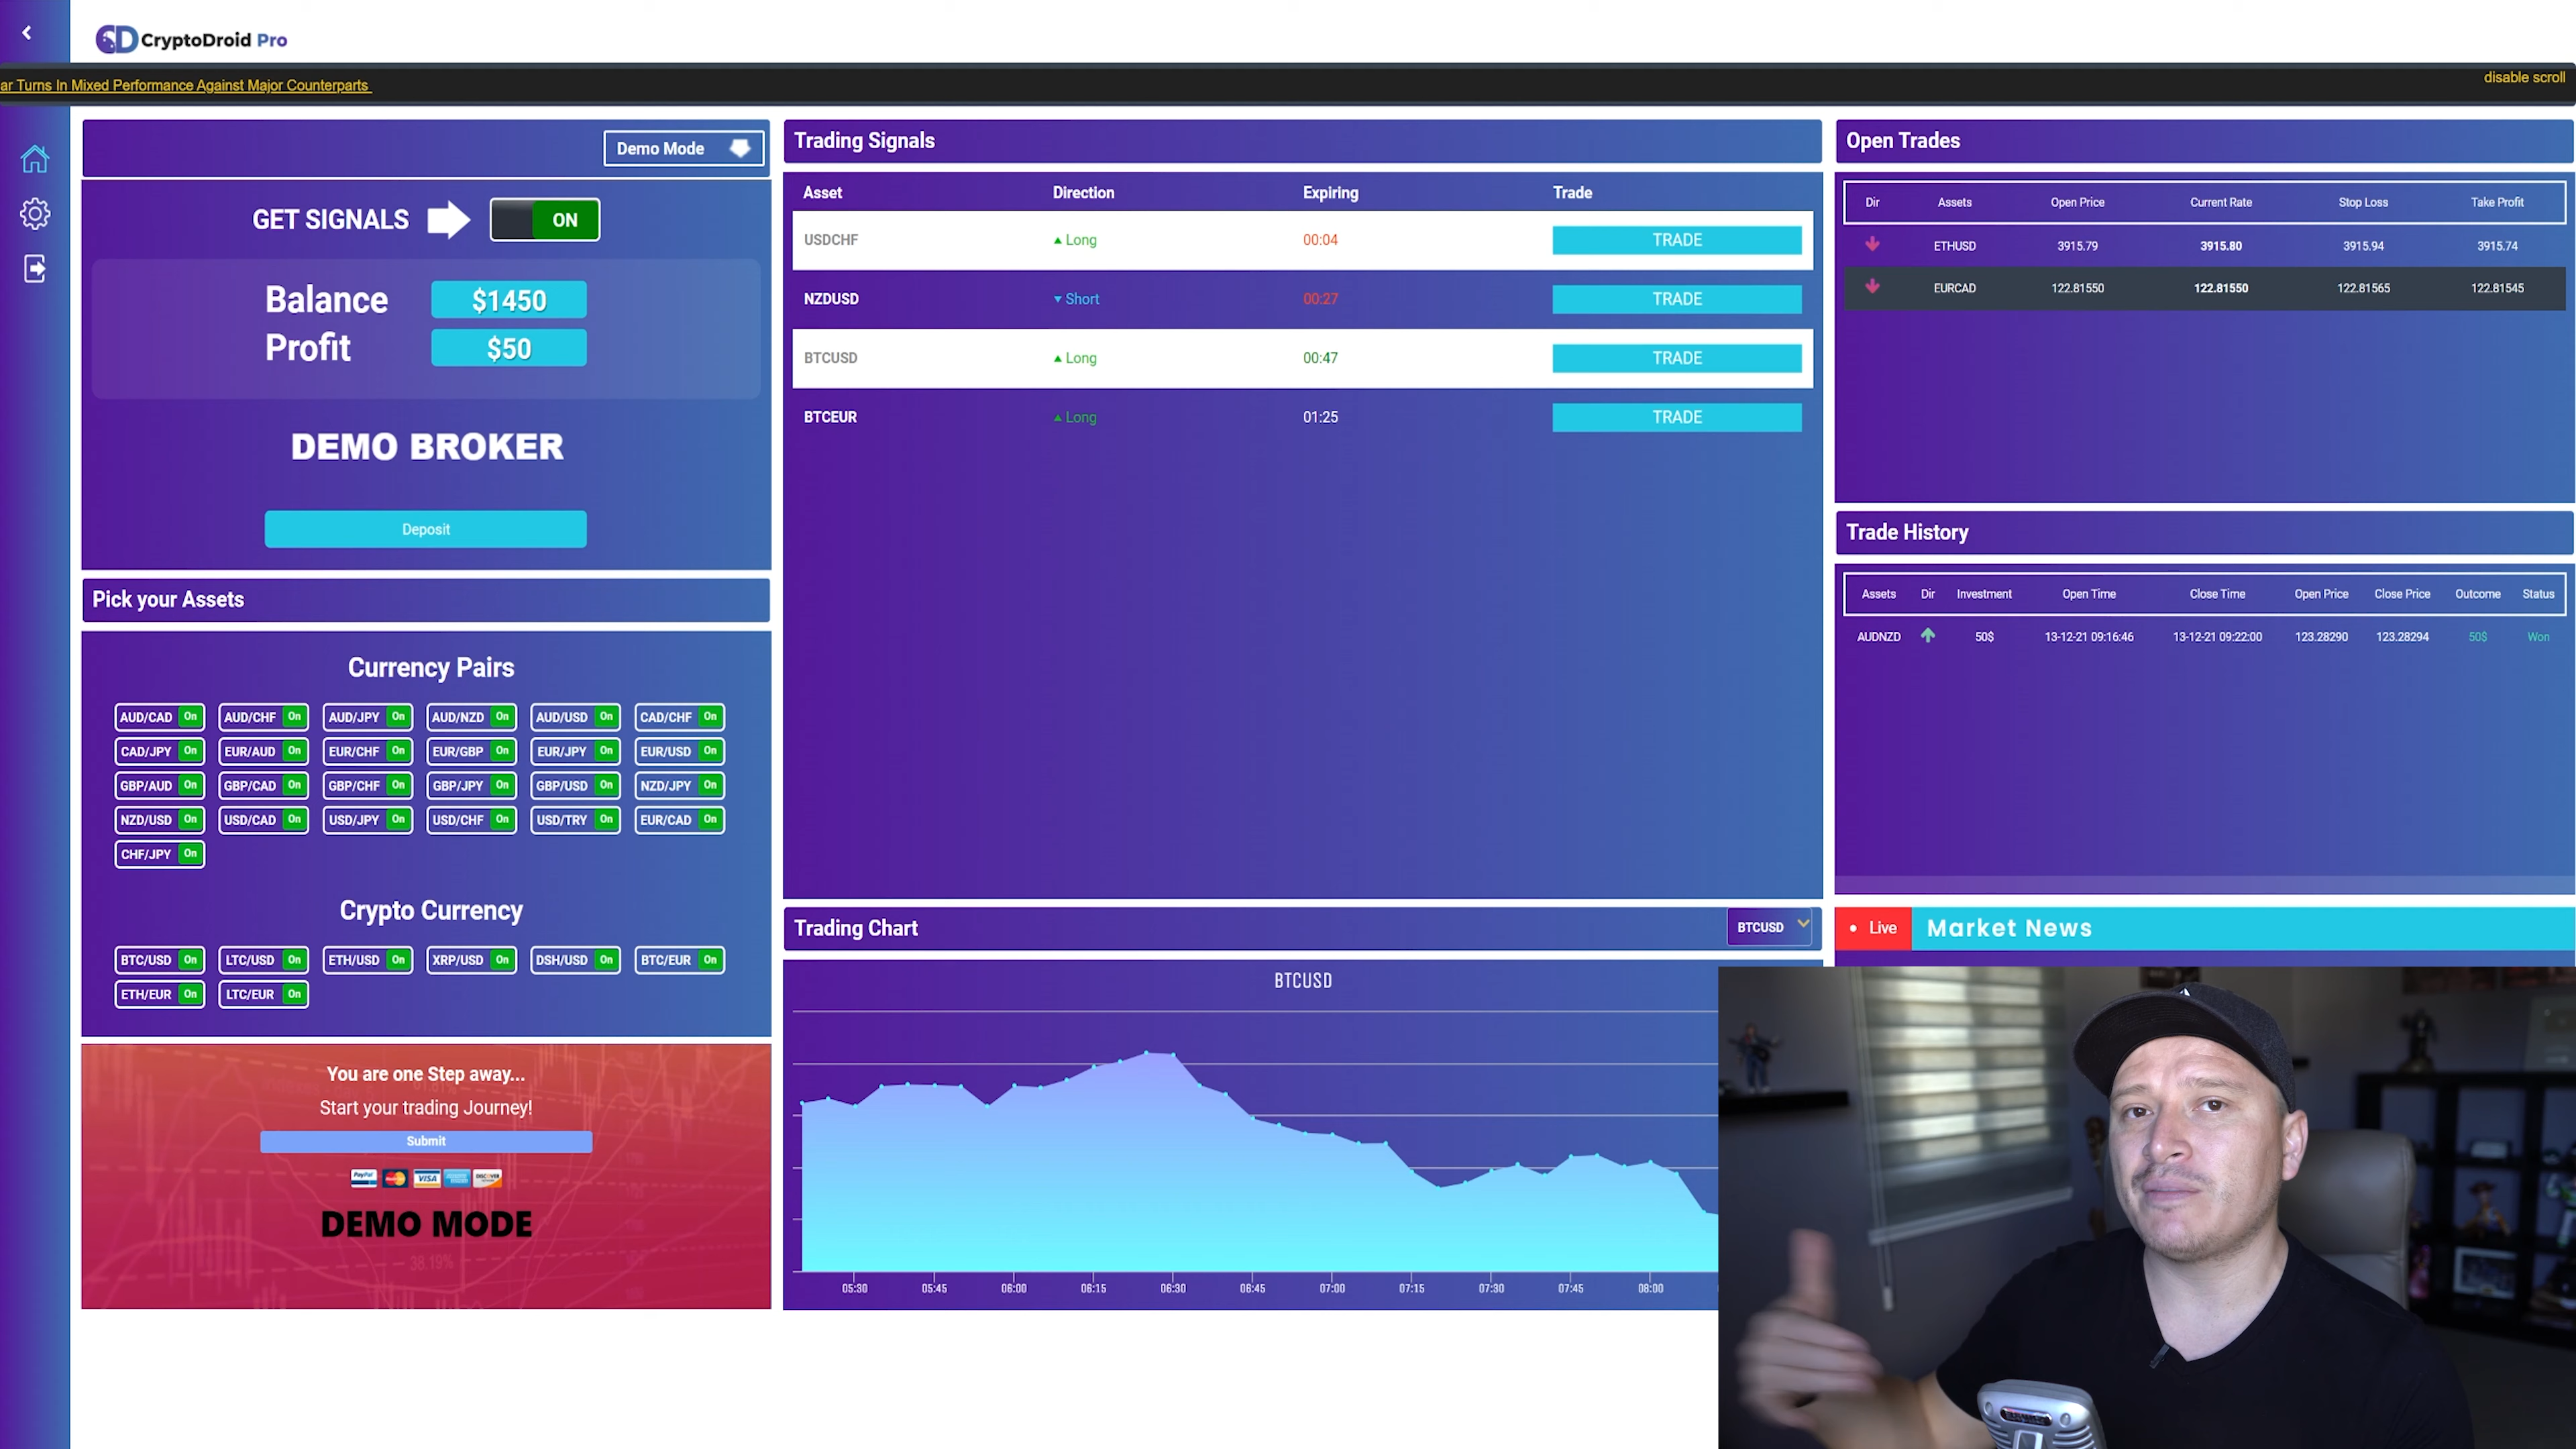 CryptoDroid Pro
ar Turns In Mixed Performance Against Major Counterparts
disable scroll
Demo Mode
GET SIGNALS ON
Balance $1450
Profit $50
DEMO BROKER
Deposit
Pick your Assets
Currency Pairs
AUD/CAD On AUD/CHF On AUD/JPY On AUD/NZD On AUD/USD On CAD/CHF On
CAD/JPY On EUR/AUD On EUR/CHF On EUR/GBP On EUR/JPY On EUR/USD On
GBP/AUD On GBP/CAD On GBP/CHF On GBP/JPY On GBP/USD On NZD/JPY On
NZD/USD On USD/CAD On USD/JPY On USD/CHF On USD/TRY On EUR/CAD On
CHF/JPY On
Crypto Currency
BTC/USD On LTC/USD On ETH/USD On XRP/USD On DSH/USD On BTC/EUR On
ETH/EUR On LTC/EUR On
You are one Step away...
Start your trading Journey!
Submit
PayPal VISA DISCOVER
DEMO MODE
38.19%
Trading Signals
Asset Direction Expiring Trade
USDCHF Long 00:04 TRADE
NZDUSD Short 00:27 TRADE
BTCUSD Long 00:47 TRADE
BTCEUR Long 01:25 TRADE
Trading Chart BTCUSD
BTCUSD
05:30 05:45 06:00 06:15 06:30 06:45 07:00 07:15 07:30 07:45 08:00
Open Trades
Dir Assets Open Price Current Rate Stop Loss Take Profit
ETHUSD 3915.79 3915.80 3915.94 3915.74
EURCAD 122.81550 122.81550 122.81565 122.81545
Trade History
Assets Dir Investment Open Time Close Time Open Price Close Price Outcome Status
AUDNZD 50$ 13-12-21 09:16:46 13-12-21 09:22:00 123.28290 123.28294 50$ Won
Live Market News